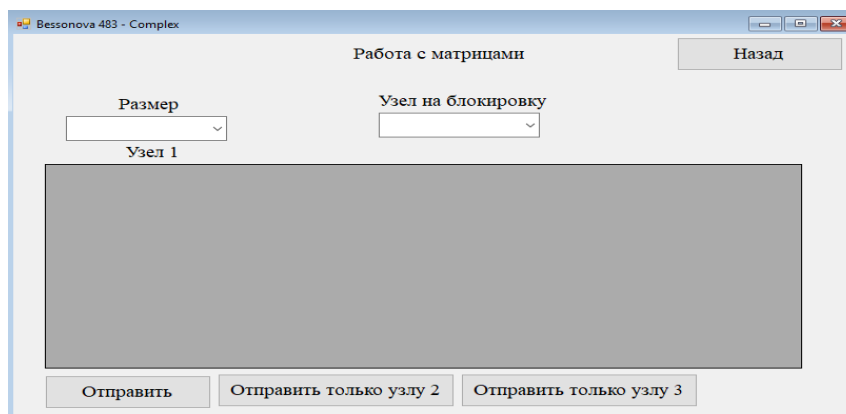 Bessonova 483 - Complex
Работа с матрицами
Назад
Размер
Узел на блокировку
Узел 1
Отправить
Отправить только узлу 2
Отправить только узлу 3